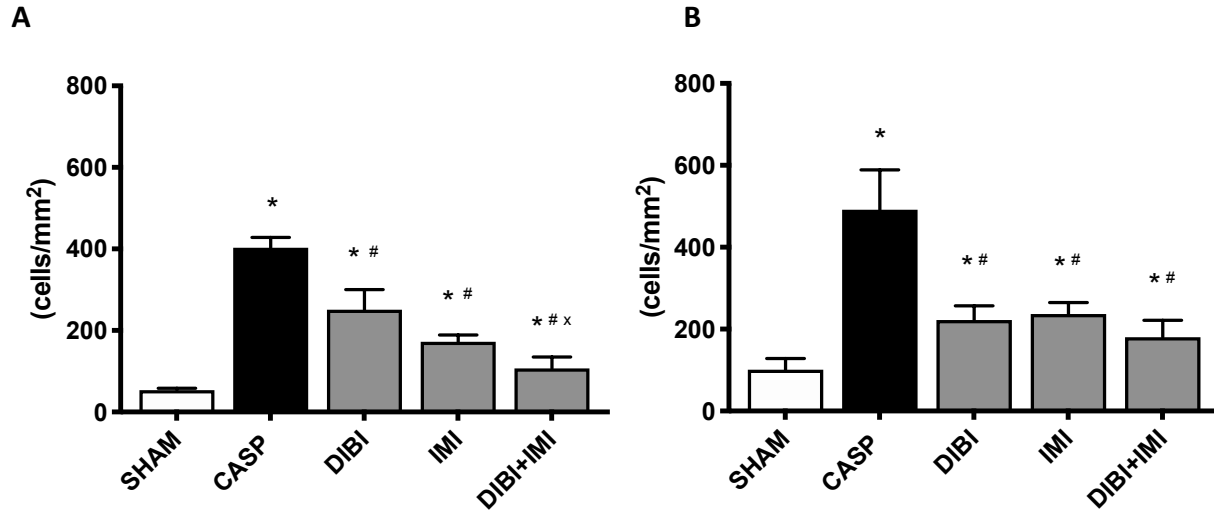 A
800
600
400
200
0
(cells/mm²)
*
* #
* #
* # x
SHAM
CASP
DIBI
IMI
DIBI+IMI
B
800
600
400
200
0
(cells/mm²)
*
* #
* #
* #
SHAM
CASP
DIBI
IMI
DIBI+IMI